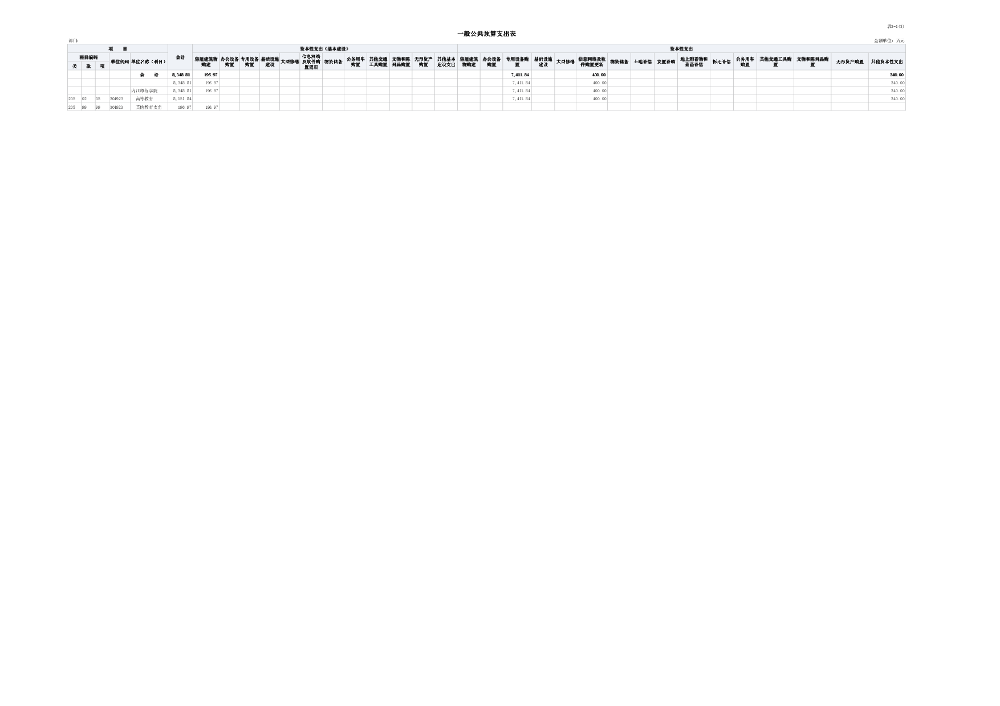 表3-1(3)
一般公共预算支出表
部门: 金额单位: 万元
项 目 合计 资本性支出（基本建设） 资本性支出
科目编码 单位代码 单位名称（科目） 房屋建筑物购建 办公设备购置 专用设备购置 基础设施建设 大型修缮 信息网络及软件购置更新 物资储备 公务用车购置 其他交通工具购置 文物和陈列品购置 无形资产购置 其他基本建设支出 房屋建筑物购建 办公设备购置 专用设备购置 基础设施建设 大型修缮 信息网络及软件购置更新 物资储备 土地补偿 安置补助 地上附着物和青苗补偿 拆迁补偿 公务用车购置 其他交通工具购置 文物和陈列品购置 无形资产购置 其他资本性支出
类 款 项
合 计 8,348.81 196.97 7,411.84 400.00 340.00
8,348.81 196.97 7,411.84 400.00 340.00
内江师范学院 8,348.81 196.97 7,411.84 400.00 340.00
205 02 05 304923 高等教育 8,151.84 7,411.84 400.00 340.00
205 99 99 304923 其他教育支出 196.97 196.97